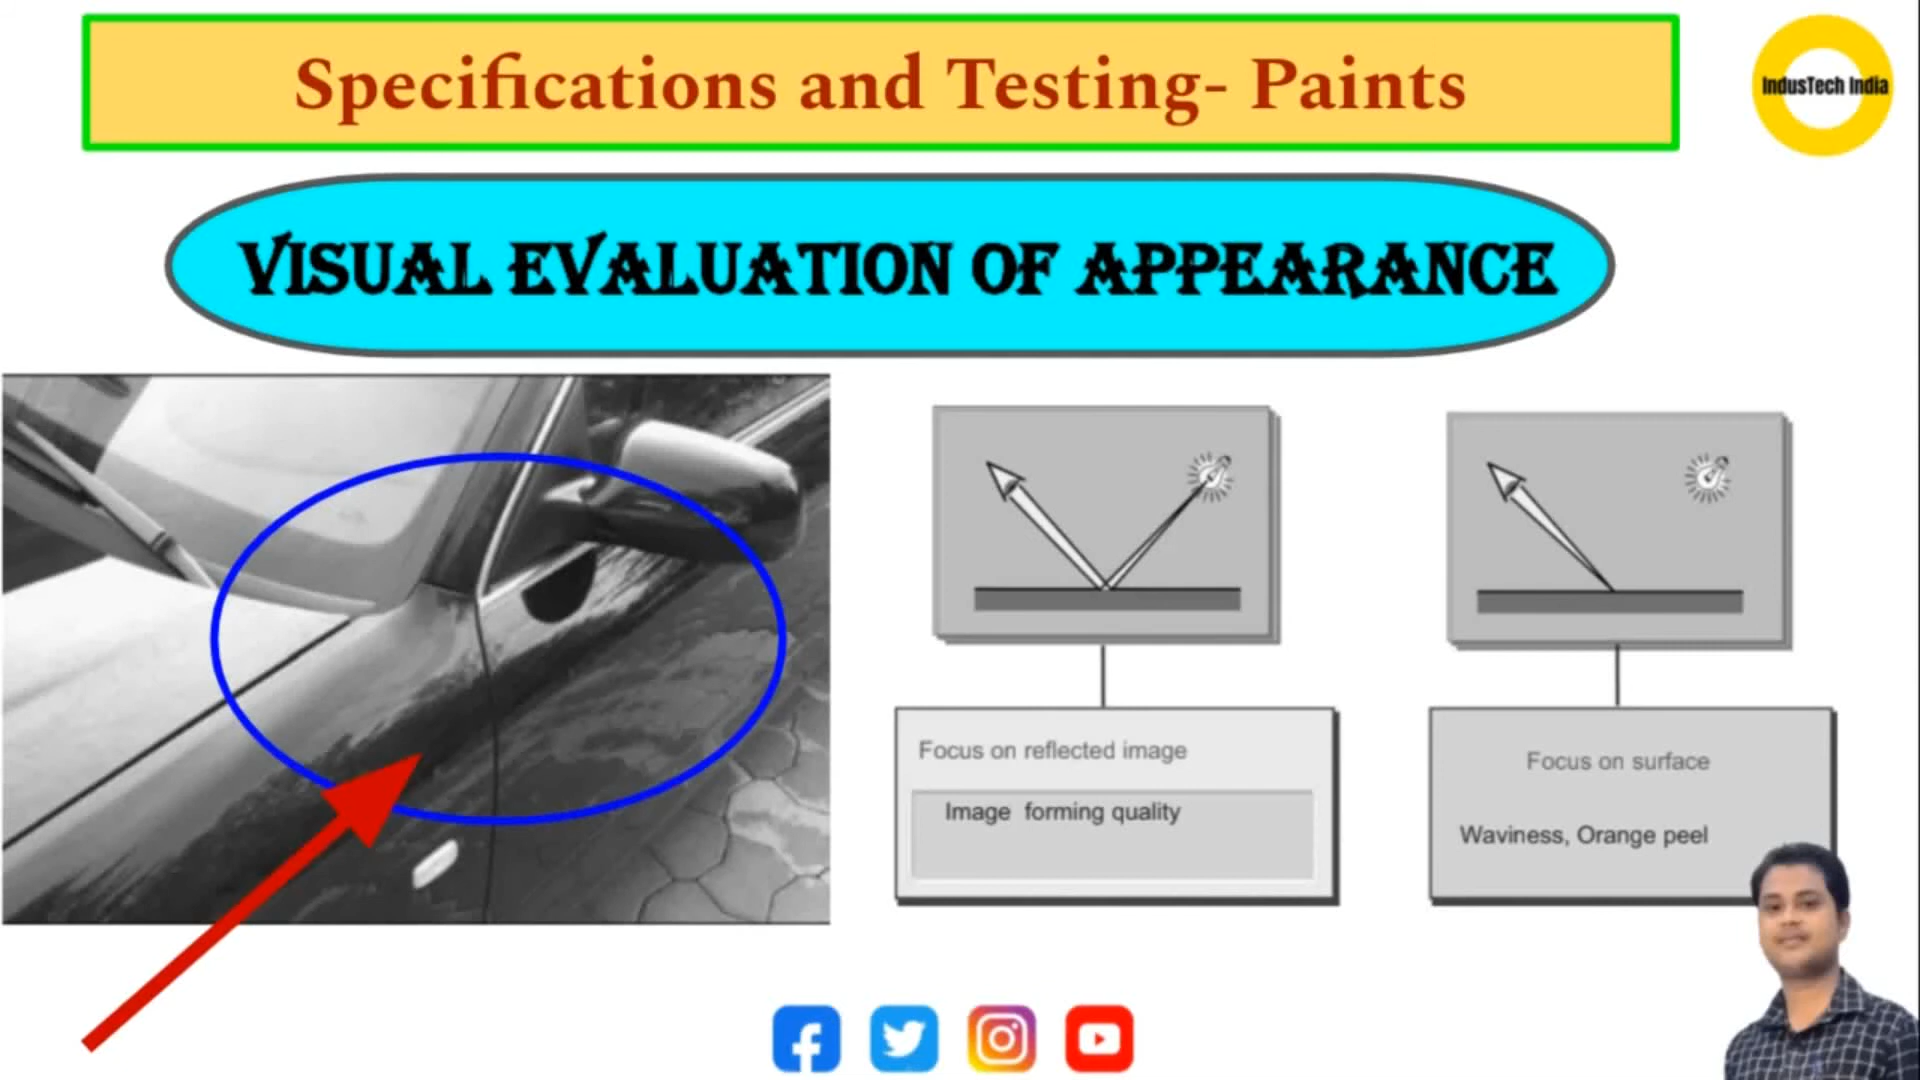 Specifications and Testing- Paints
IndusTech India
VISUAL EVALUATION OF APPEARANCE
Focus on reflected image
Image forming quality
Focus on surface
Waviness, Orange peel